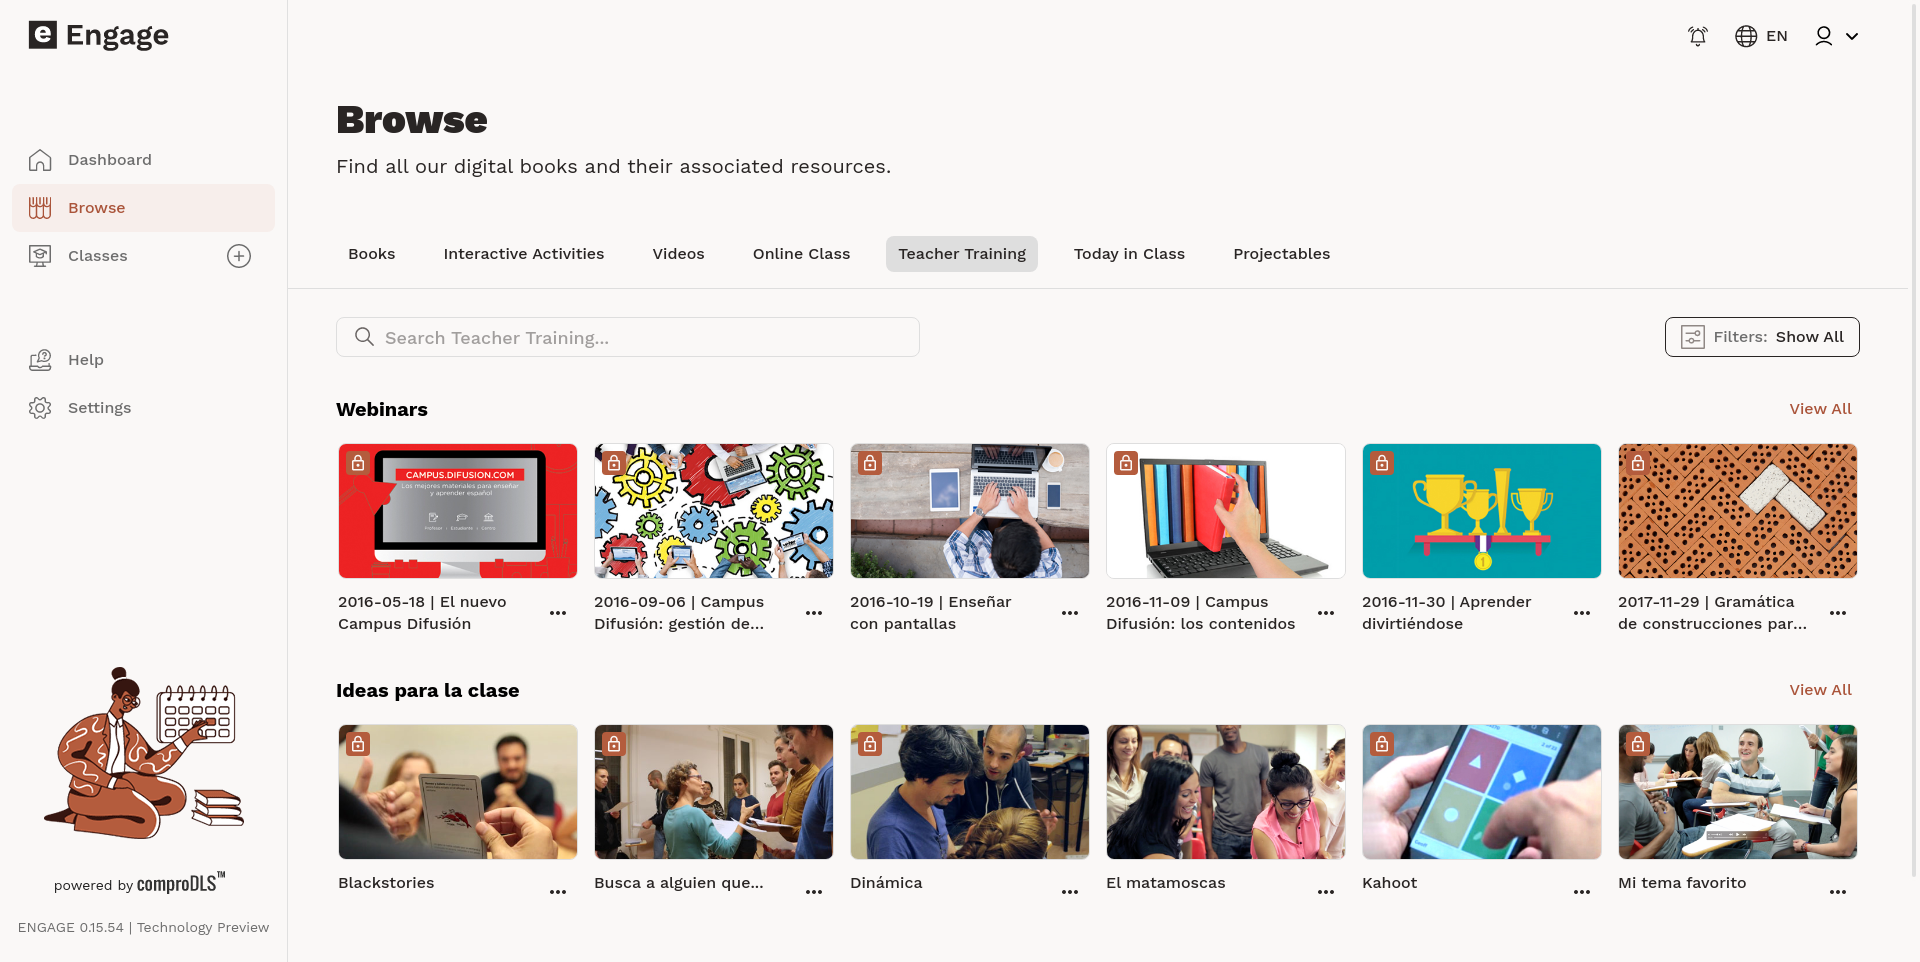 e Engage
EN
Dashboard
Browse
Classes
Help
Settings
powered by comproDLS™
ENGAGE 0.15.54 | Technology Preview
Browse
Find all our digital books and their associated resources.
Books
Interactive Activities
Videos
Online Class
Teacher Training
Today in Class
Projectables
Search Teacher Training...
Filters: Show All
Webinars
View All
CAMPUS.DIFUSION.COM
Los mejores materiales para enseñar
y aprender español
1
2016-05-18 | El nuevo
Campus Difusión
2016-09-06 | Campus
Difusión: gestión de...
2016-10-19 | Enseñar
con pantallas
2016-11-09 | Campus
Difusión: los contenidos
2016-11-30 | Aprender
divirtiéndose
2017-11-29 | Gramática
de construcciones par...
Ideas para la clase
View All
Blackstories
Busca a alguien que...
Dinámica
El matamoscas
Kahoot
Mi tema favorito